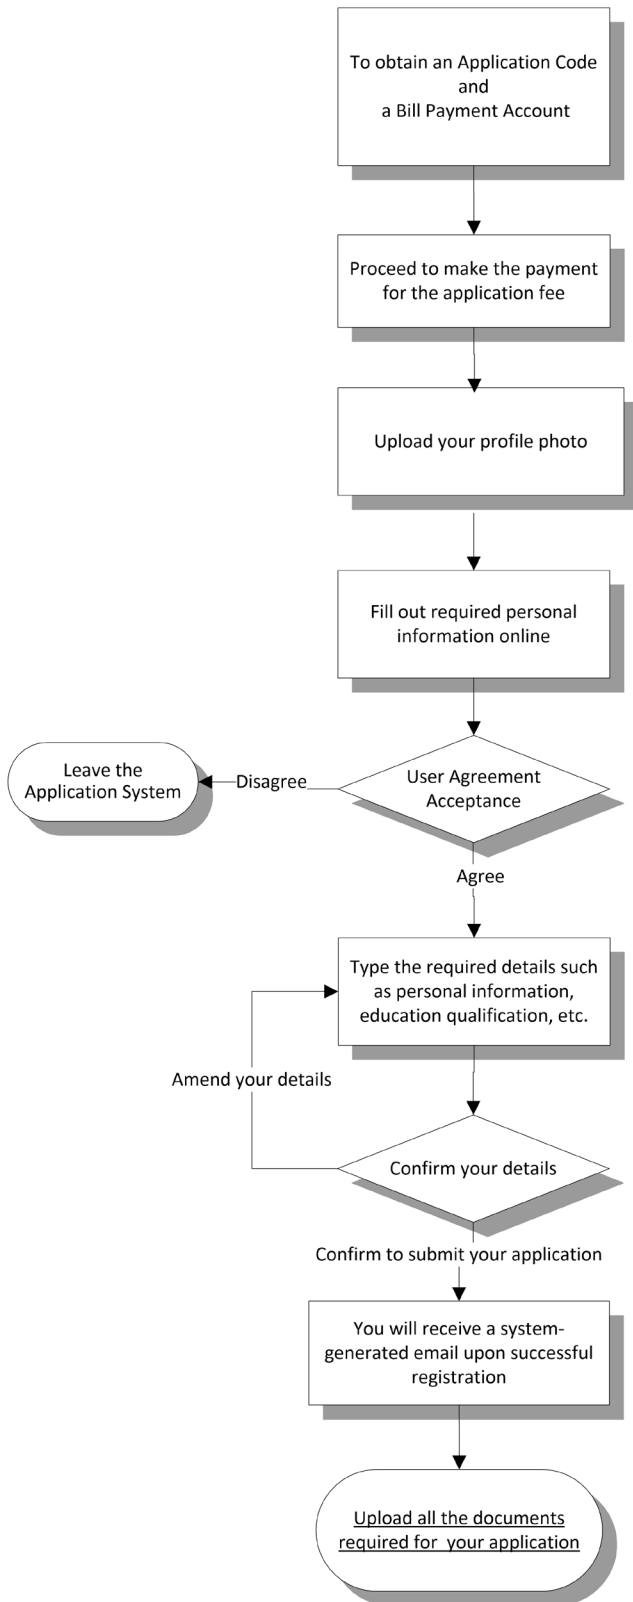 To obtain an Application Code
and
a Bill Payment Account
Proceed to make the payment
for the application fee
Upload your profile photo
Fill out required personal
information online
User Agreement
Acceptance
Disagree
Leave the
Application System
Agree
Type the required details such
as personal information,
education qualification, etc.
Amend your details
Confirm your details
Confirm to submit your application
You will receive a system-
generated email upon successful
registration
Upload all the documents
required for  your application